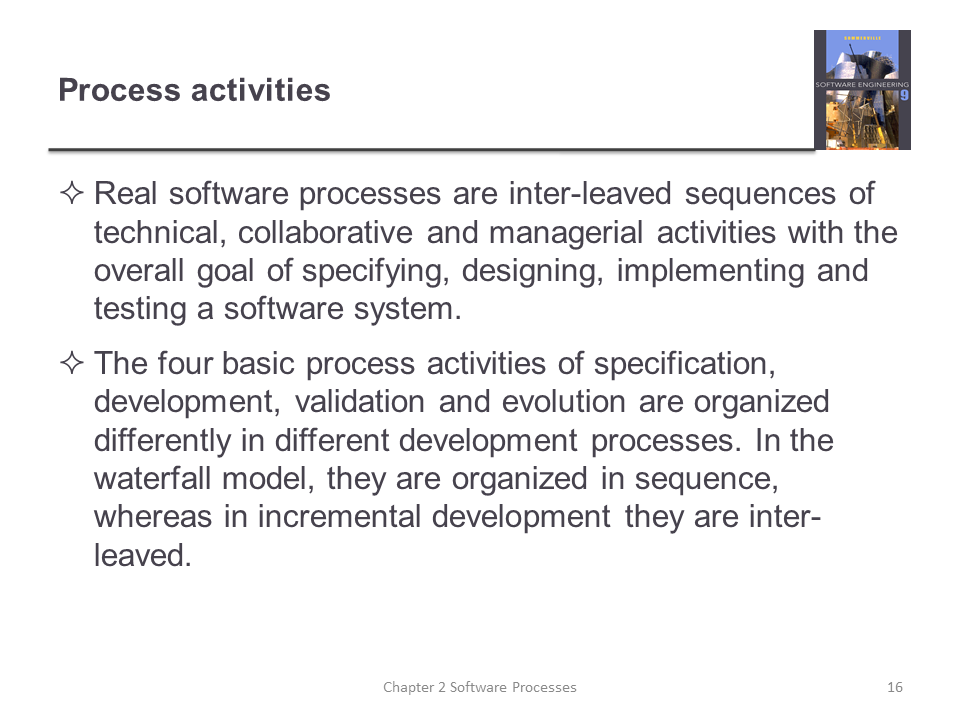 Process activities
SOMMERVILLE
SOFTWARE ENGINEERING
9
✧ Real software processes are inter-leaved sequences of
technical, collaborative and managerial activities with the
overall goal of specifying, designing, implementing and
testing a software system.
✧ The four basic process activities of specification,
development, validation and evolution are organized
differently in different development processes. In the
waterfall model, they are organized in sequence,
whereas in incremental development they are inter-
leaved.
Chapter 2 Software Processes
16